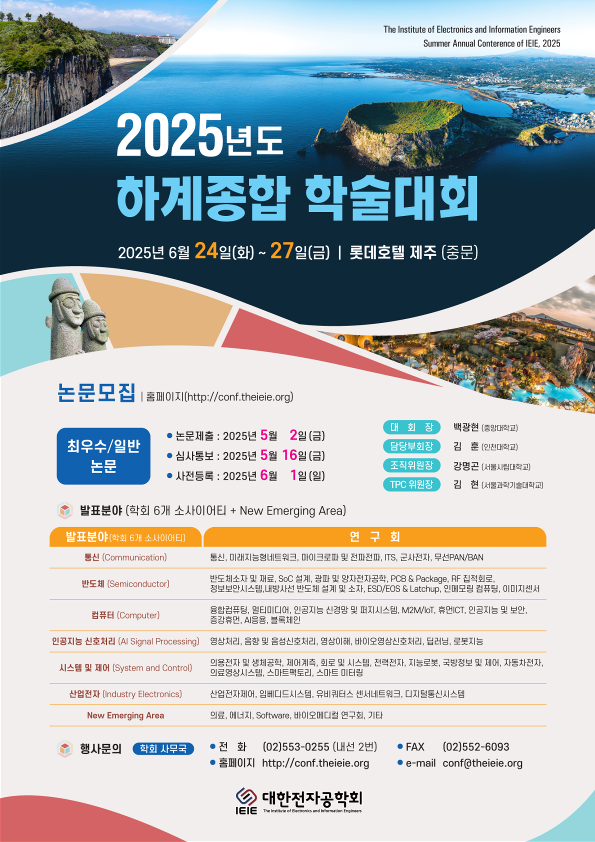 The Institute of Electronics and Information Engineers
Summer Annual Conference of IEIE, 2025
2025년도
하계종합 학술대회
2025년 6월 24일(화) ~ 27일(금) | 롯데호텔 제주 (중문)
논문모집 | 홈페이지(http://conf.theieie.org)
최우수/일반
논문
• 논문제출 : 2025년 5월 2일(금)
• 심사통보 : 2025년 5월 16일(금)
• 사전등록 : 2025년 6월 1일(일)
대 회 장 백광현 (중앙대학교)
담당부회장 김 훈 (인천대학교)
조직위원장 강명곤 (서울시립대학교)
TPC 위원장 김 현 (서울과학기술대학교)
발표분야 (학회 6개 소사이어티 + New Emerging Area)
발표분야(학회 6개 소사이어티) 연 구 회
통신 (Communication) 통신, 미래지능형네트워크, 마이크로파 및 전파전파, ITS, 군사전자, 무선PAN/BAN
반도체 (Semiconductor) 반도체소자 및 재료, SoC 설계, 광파 및 양자전자공학, PCB & Package, RF 집적회로,
정보보안시스템,내방사선 반도체 설계 및 소자, ESD/EOS & Latchup, 인메모링 컴퓨팅, 이미지센서
컴퓨터 (Computer) 융합컴퓨팅, 멀티미디어, 인공지능 신경망 및 퍼지시스템, M2M/IoT, 휴먼ICT, 인공지능 및 보안,
증강휴먼, AI응용, 블록체인
인공지능 신호처리 (AI Signal Processing) 영상처리, 음향 및 음성신호처리, 영상이해, 바이오영상신호처리, 딥러닝, 로봇지능
시스템 및 제어 (System and Control) 의용전자 및 생체공학, 제어계측, 회로 및 시스템, 전력전자, 지능로봇, 국방정보 및 제어, 자동차전자,
의료영상시스템, 스마트팩토리, 스마트 미터링
산업전자 (Industry Electronics) 산업전자제어, 임베디드시스템, 유비쿼터스 센서네트워크, 디지털통신시스템
New Emerging Area 의료, 에너지, Software, 바이오메디컬 연구회, 기타
행사문의 학회 사무국
• 전 화 (02)553-0255 (내선 2번) • FAX (02)552-6093
• 홈페이지 http://conf.theieie.org • e-mail conf@theieie.org
IEIE 대한전자공학회
The Institute of Electronics and Information Engineers